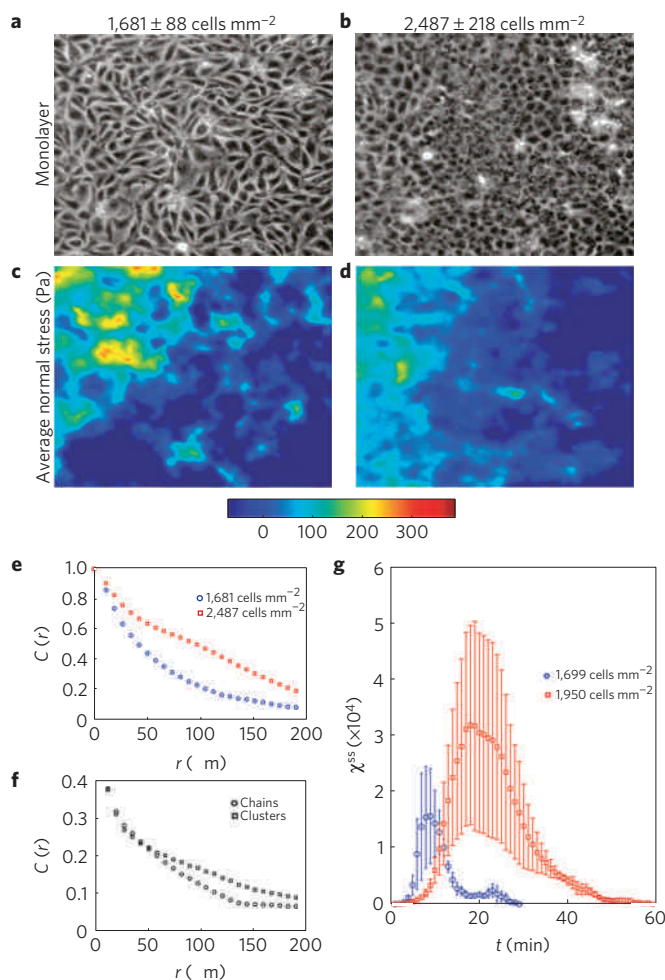 a 1,681 ± 88 cells mm⁻²
b 2,487 ± 218 cells mm⁻²
Monolayer
c
d
Average normal stress (Pa)
0 100 200 300
e
1.0
0.8
0.6
0.4
0.2
0
C (r)
1,681 cells mm⁻²
2,487 cells mm⁻²
0 50 100 150 200
r ( m)
f
0.4
0.3
0.2
0.1
0
C (r)
Chains
Clusters
0 50 100 150 200
r ( m)
g
6
5
4
3
2
1
0
χˢˢ (×10⁴)
1,699 cells mm⁻²
1,950 cells mm⁻²
0 20 40 60
t (min)